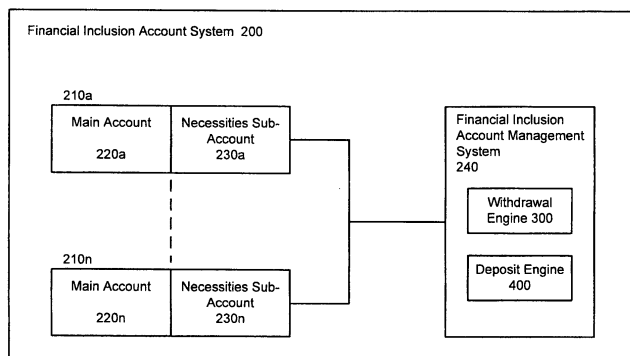 Financial Inclusion Account System 200
210a
Main Account
220a
Necessities Sub-
Account
230a
Financial Inclusion
Account Management
System
240
Withdrawal
Engine 300
Deposit Engine
400
210n
Main Account
220n
Necessities Sub-
Account
230n